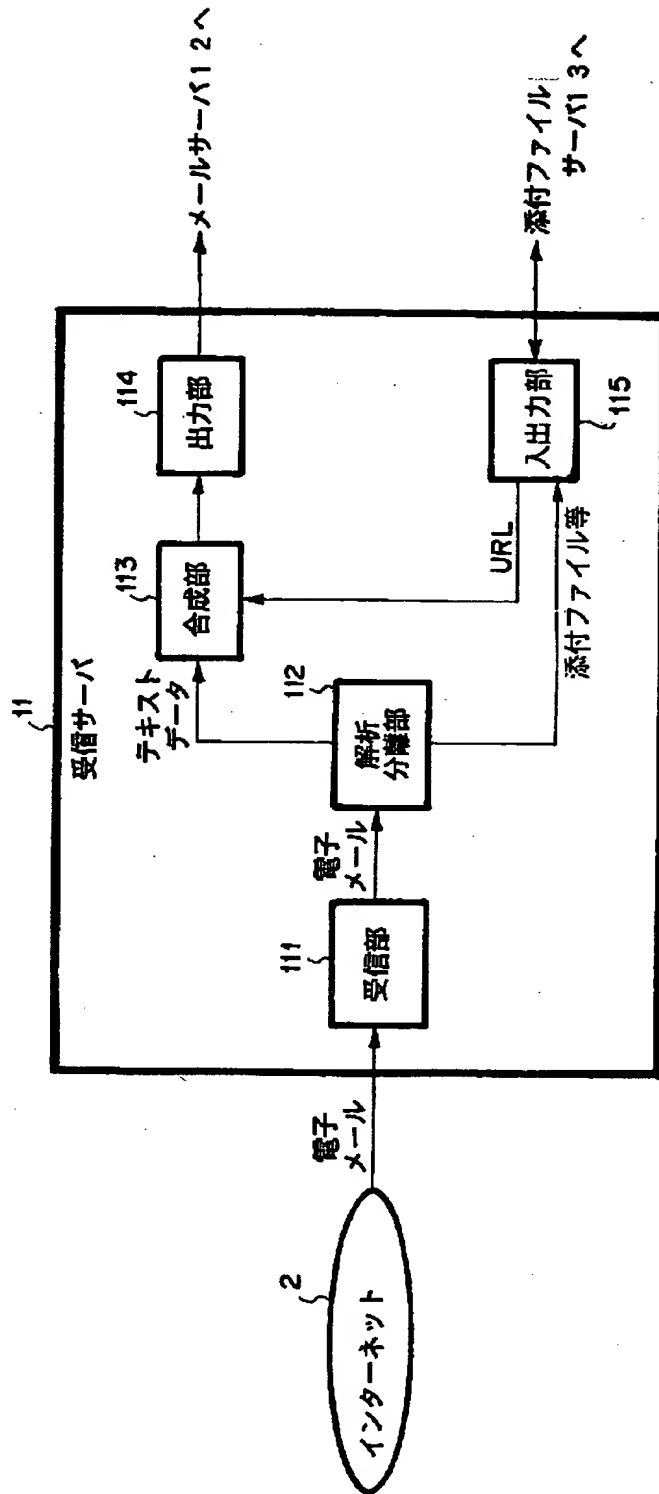 11
受信サーバ
2
インターネット
電子
メール
111
受信部
電子
メール
112
解析
分離部
テキスト
データ
113
合成部
114
出力部
メールサーバ12へ
URL
添付ファイル等
入出力部
115
添付ファイル
サーバ13へ